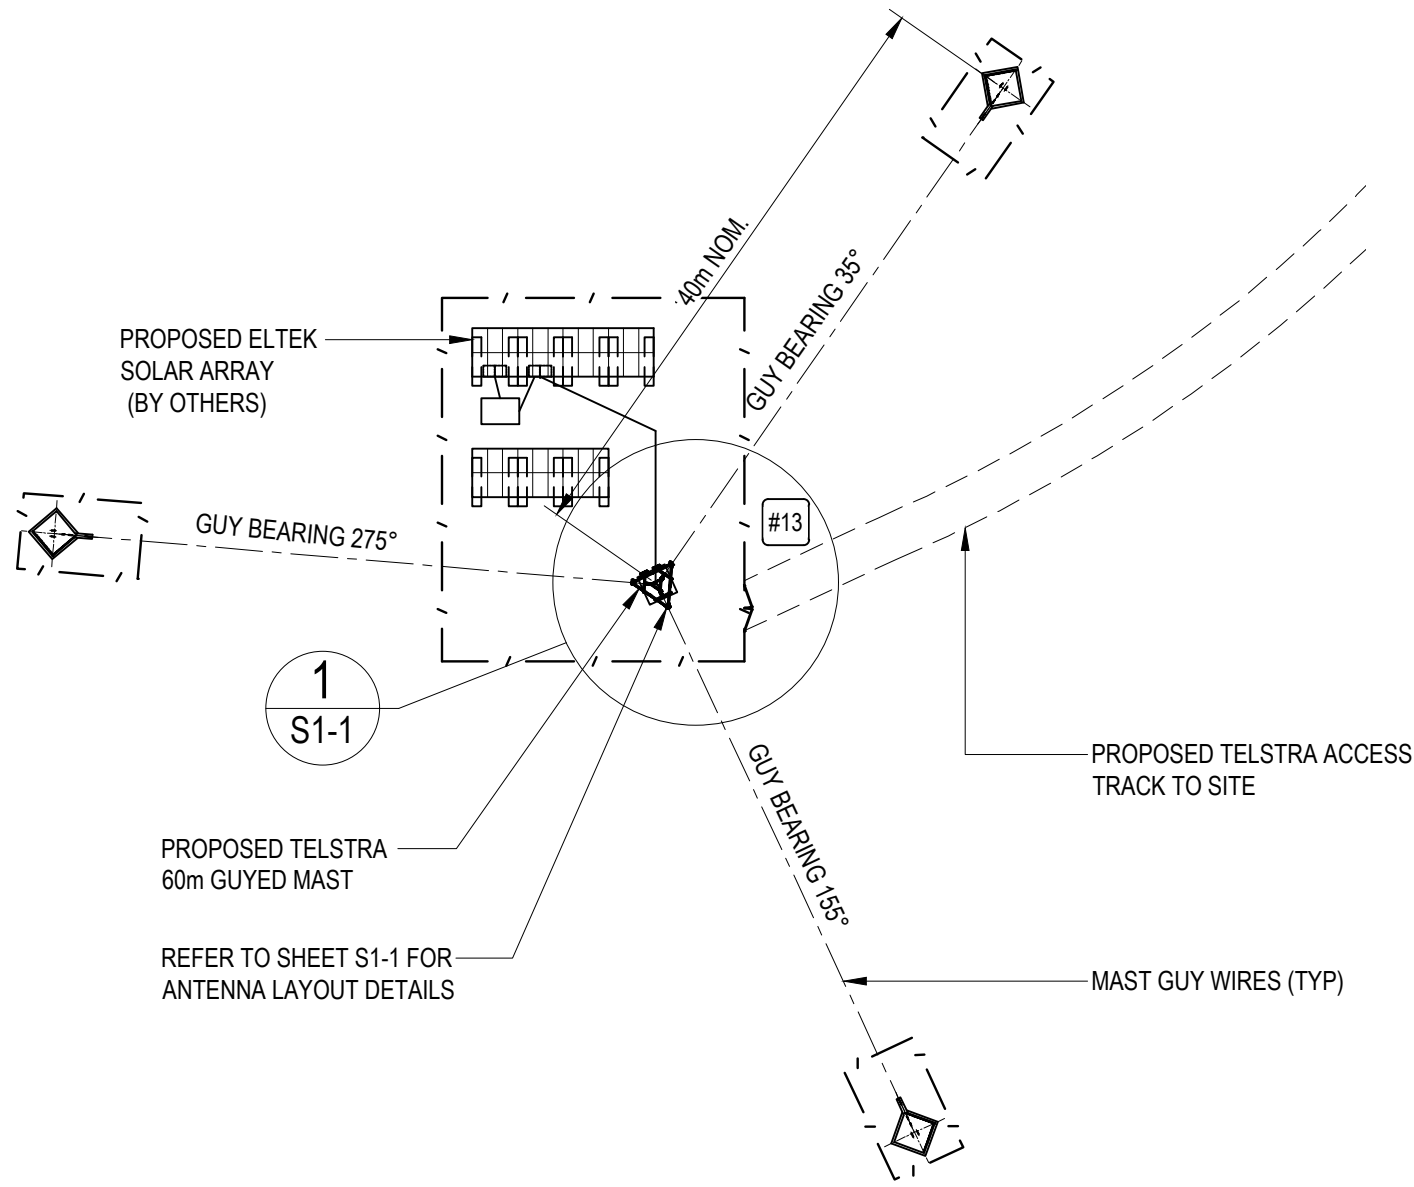 40m NOM.
GUY BEARING 35°
PROPOSED ELTEK
SOLAR ARRAY
(BY OTHERS)
#13
GUY BEARING 275°
1
S1-1
GUY BEARING 155°
PROPOSED TELSTRA ACCESS
TRACK TO SITE
PROPOSED TELSTRA
60m GUYED MAST
REFER TO SHEET S1-1 FOR
ANTENNA LAYOUT DETAILS
MAST GUY WIRES (TYP)